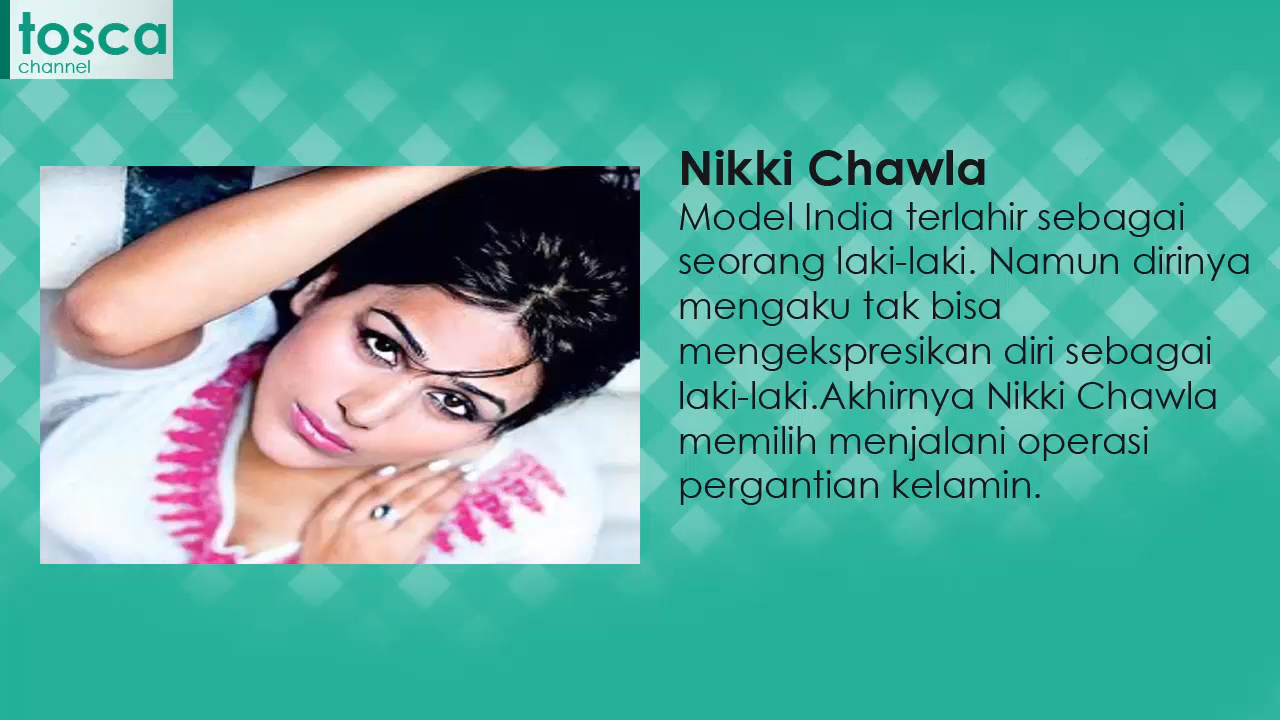 tosca
channel
Nikki Chawla
Model India terlahir sebagai
seorang laki-laki. Namun dirinya
mengaku tak bisa
mengekspresikan diri sebagai
laki-laki.Akhirnya Nikki Chawla
memilih menjalani operasi
pergantian kelamin.